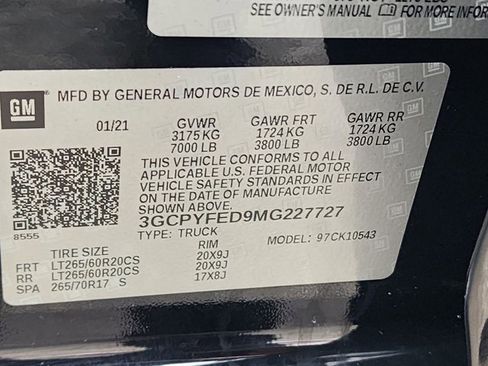 SEE OWNER'S MANUAL FOR MORE INFOR
GM
MFD BY GENERAL MOTORS DE MEXICO, S. DE R.L. DE C.V.
01/21 GVWR GAWR FRT GAWR RR
3175 KG 1724 KG 1724 KG
7000 LB 3800 LB 3800 LB
THIS VEHICLE CONFORMS TO ALL
APPLICABLE U.S. FEDERAL MOTOR
VEHICLE SAFETY STANDARDS IN EFFECT
ON THE DATE OF MANUFACTURE
SHOWN ABOVE.
3GCPYFED9MG227727
8555 TYPE: TRUCK MODEL: 97CK10543
TIRE SIZE RIM
FRT LT265/60R20CS 20X9J
RR LT265/60R20CS 20X9J
SPA 265/70R17 S 17X8J